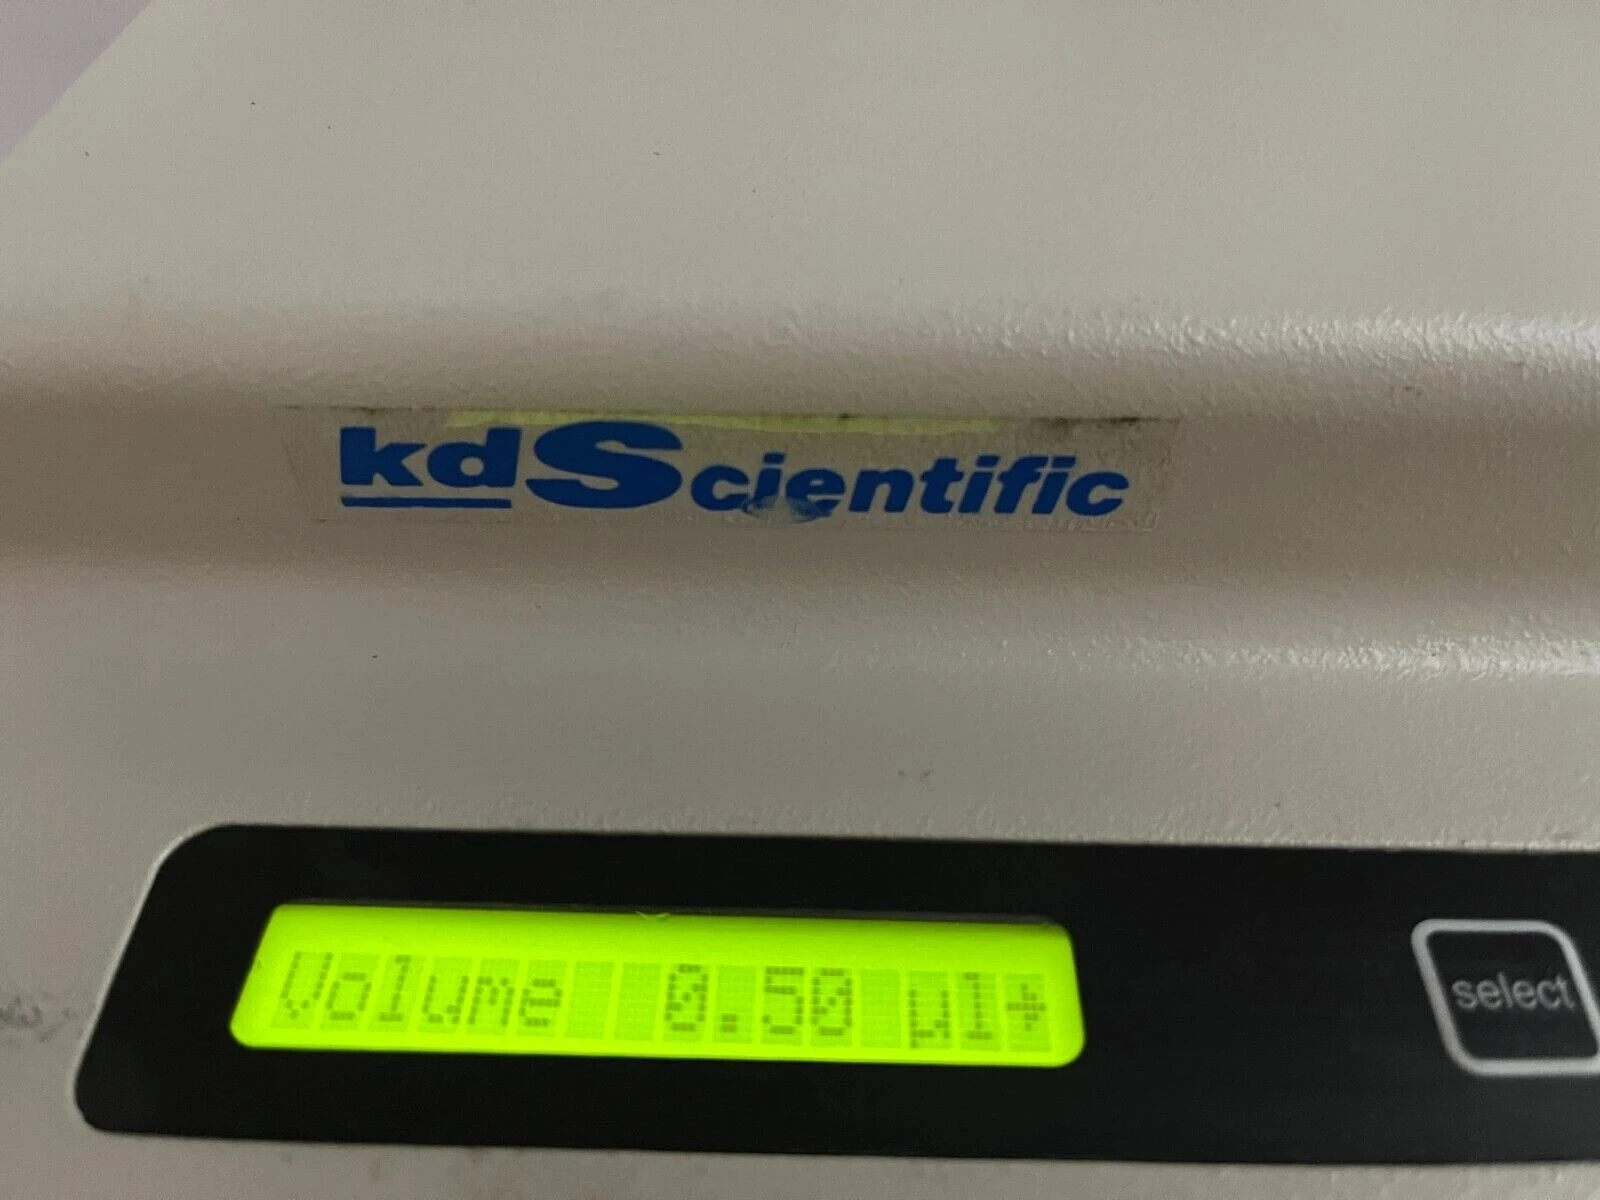 kdScientific
Volume 0.50 µl
select